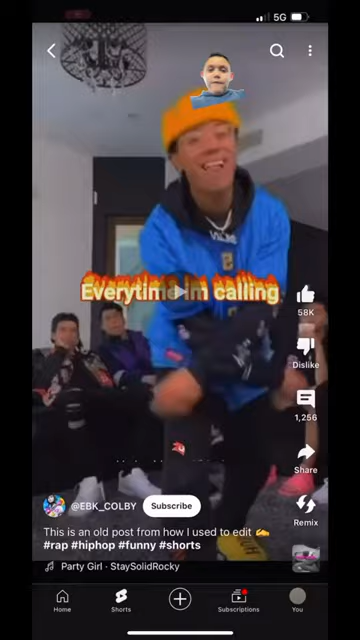 5G
Everytime im calling
58K
Dislike
1,256
Share
@EBK_COLBY
Subscribe
Remix
This is an old post from how I used to edit ✍️
#rap #hiphop #funny #shorts
Party Girl · StaySolidRocky
Home
Shorts
Subscriptions
You